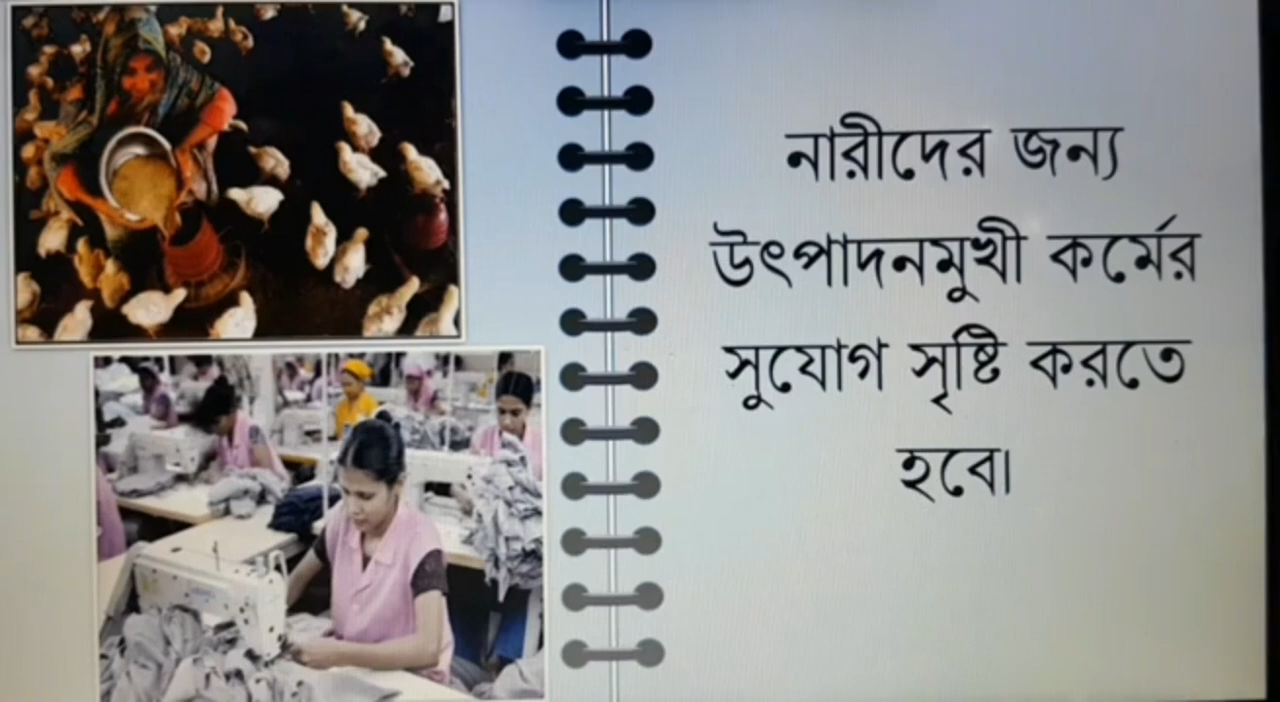 নারীদের জন্য
উৎপাদনমুখী কর্মের
সুযোগ সৃষ্টি করতে
হবে।